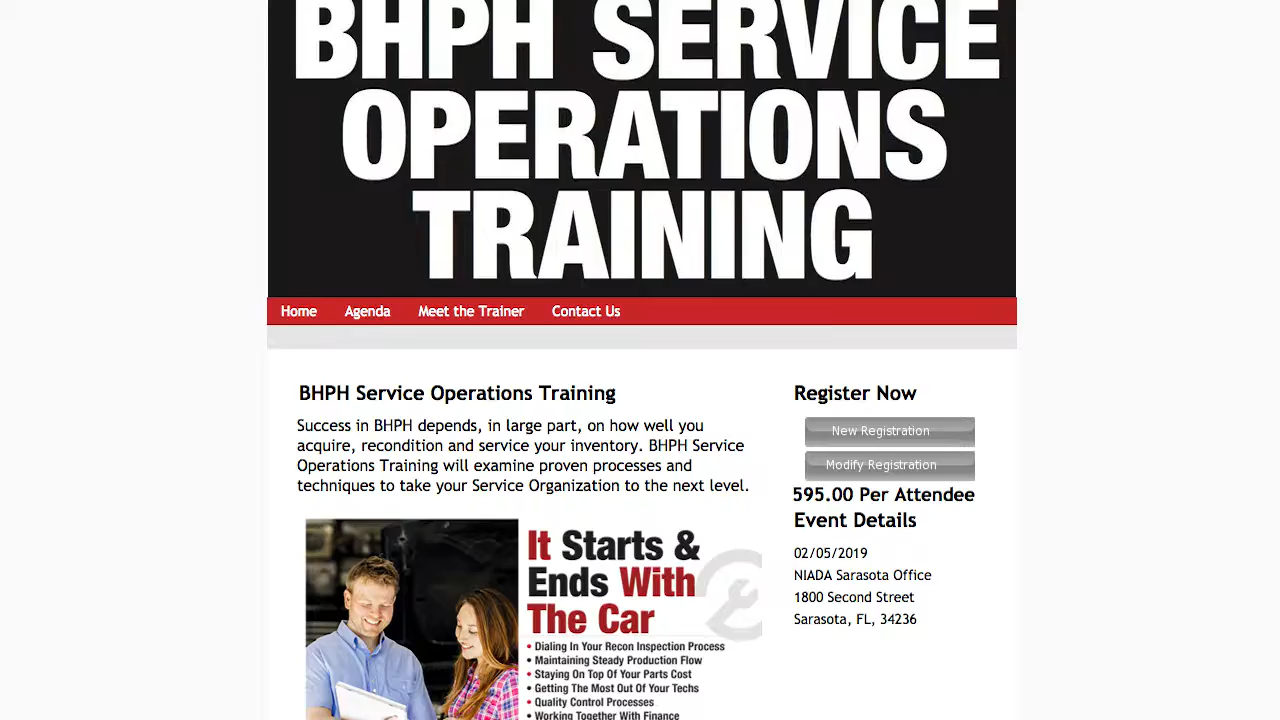 BHPH SERVICE
OPERATIONS
TRAINING
Home Agenda Meet the Trainer Contact Us
BHPH Service Operations Training
Success in BHPH depends, in large part, on how well you
acquire, recondition and service your inventory. BHPH Service
Operations Training will examine proven processes and
techniques to take your Service Organization to the next level.
It Starts &
Ends With
The Car
• Dialing In Your Recon Inspection Process
• Maintaining Steady Production Flow
• Staying On Top Of Your Parts Cost
• Getting The Most Out Of Your Techs
• Quality Control Processes
• Working Together With Finance
Register Now
New Registration
Modify Registration
595.00 Per Attendee
Event Details
02/05/2019
NIADA Sarasota Office
1800 Second Street
Sarasota, FL, 34236